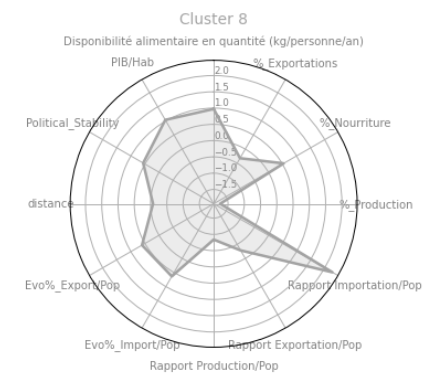 Cluster 8
Disponibilité alimentaire en quantité (kg/personne/an)
PIB/Hab
%_Exportations
2.0
1.5
1.0
0.5
0.0
−0.5
−1.0
−1.5
Political_Stability
%_Nourriture
distance
%_Production
Evo%_Export/Pop
Rapport Importation/Pop
Evo%_Import/Pop
Rapport Exportation/Pop
Rapport Production/Pop